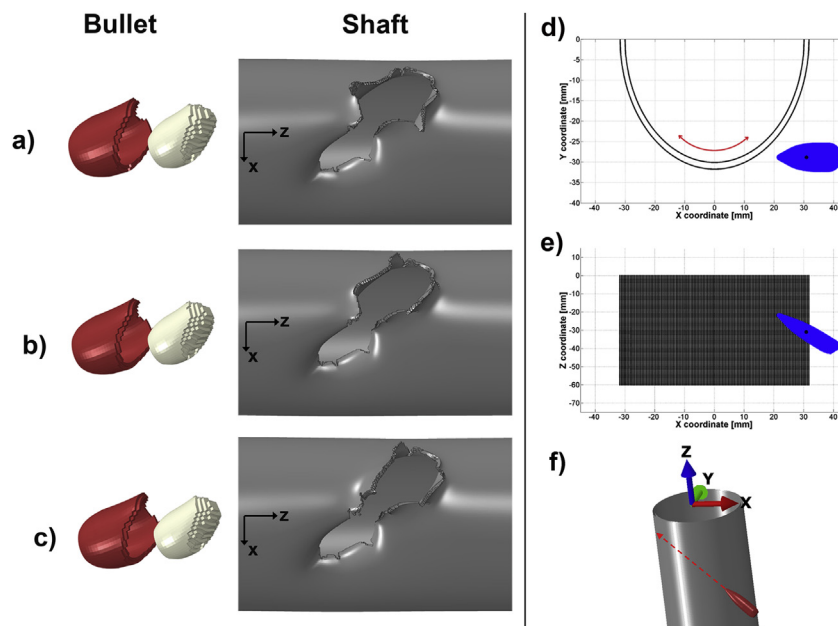 Bullet
Shaft
a)
Z
X
b)
Z
X
c)
Z
X
d)
0
-5
-10
-15
-20
-25
-30
-35
-40
Y coordinate [mm]
-40 -30 -20 -10 0 10 20 30 40
X coordinate [mm]
e)
10
0
-10
-20
-30
-40
-50
-60
-70
Z coordinate [mm]
-40 -30 -20 -10 0 10 20 30 40
X coordinate [mm]
f)
Z
Y
X